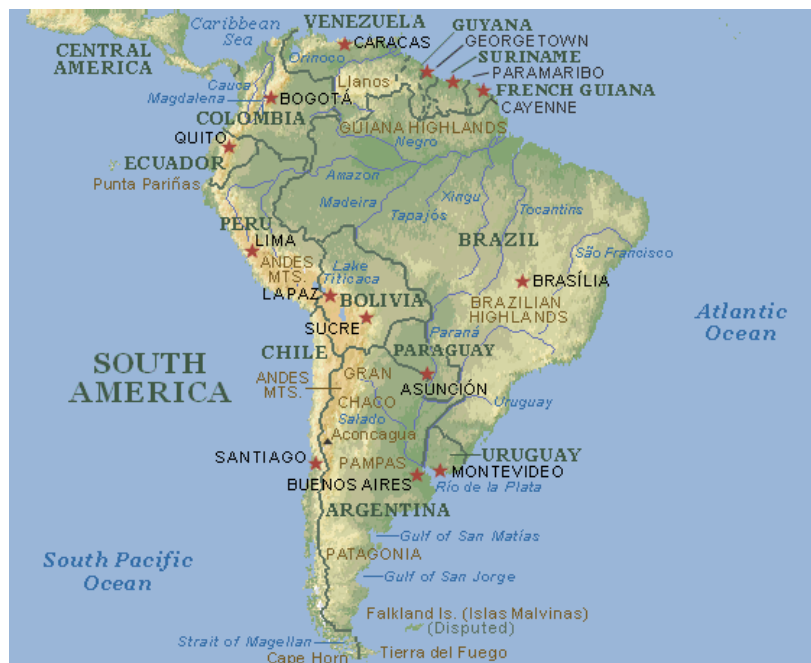 Caribbean
Sea
VENEZUELA
CARACAS
GUYANA
GEORGETOWN
SURINAME
PARAMARIBO
FRENCH GUIANA
CAYENNE
CENTRAL
AMERICA
Orinoco
Llanos
Cauca
Magdalena
BOGOTÁ
COLOMBIA
GUIANA HIGHLANDS
Negro
QUITO
ECUADOR
Punta Pariñas
Amazon
Madeira
Tapajós
Xingu
Tocantins
PERU
LIMA
ANDES
MTS.
BRAZIL
São Francisco
Lake
Titicaca
LA PAZ
BOLIVIA
SUCRE
BRASÍLIA
BRAZILIAN
HIGHLANDS
Atlantic
Ocean
Paraná
PARAGUAY
SOUTH
AMERICA
CHILE
ANDES
MTS.
GRAN
CHACO
ASUNCIÓN
Uruguay
Salado
Aconcagua
SANTIAGO
PAMPAS
URUGUAY
BUENOS AIRES
MONTEVIDEO
Río de la Plata
ARGENTINA
Gulf of San Matías
South Pacific
Ocean
PATAGONIA
Gulf of San Jorge
Falkland Is. (Islas Malvinas)
(Disputed)
Strait of Magellan
Cape Horn
Tierra del Fuego